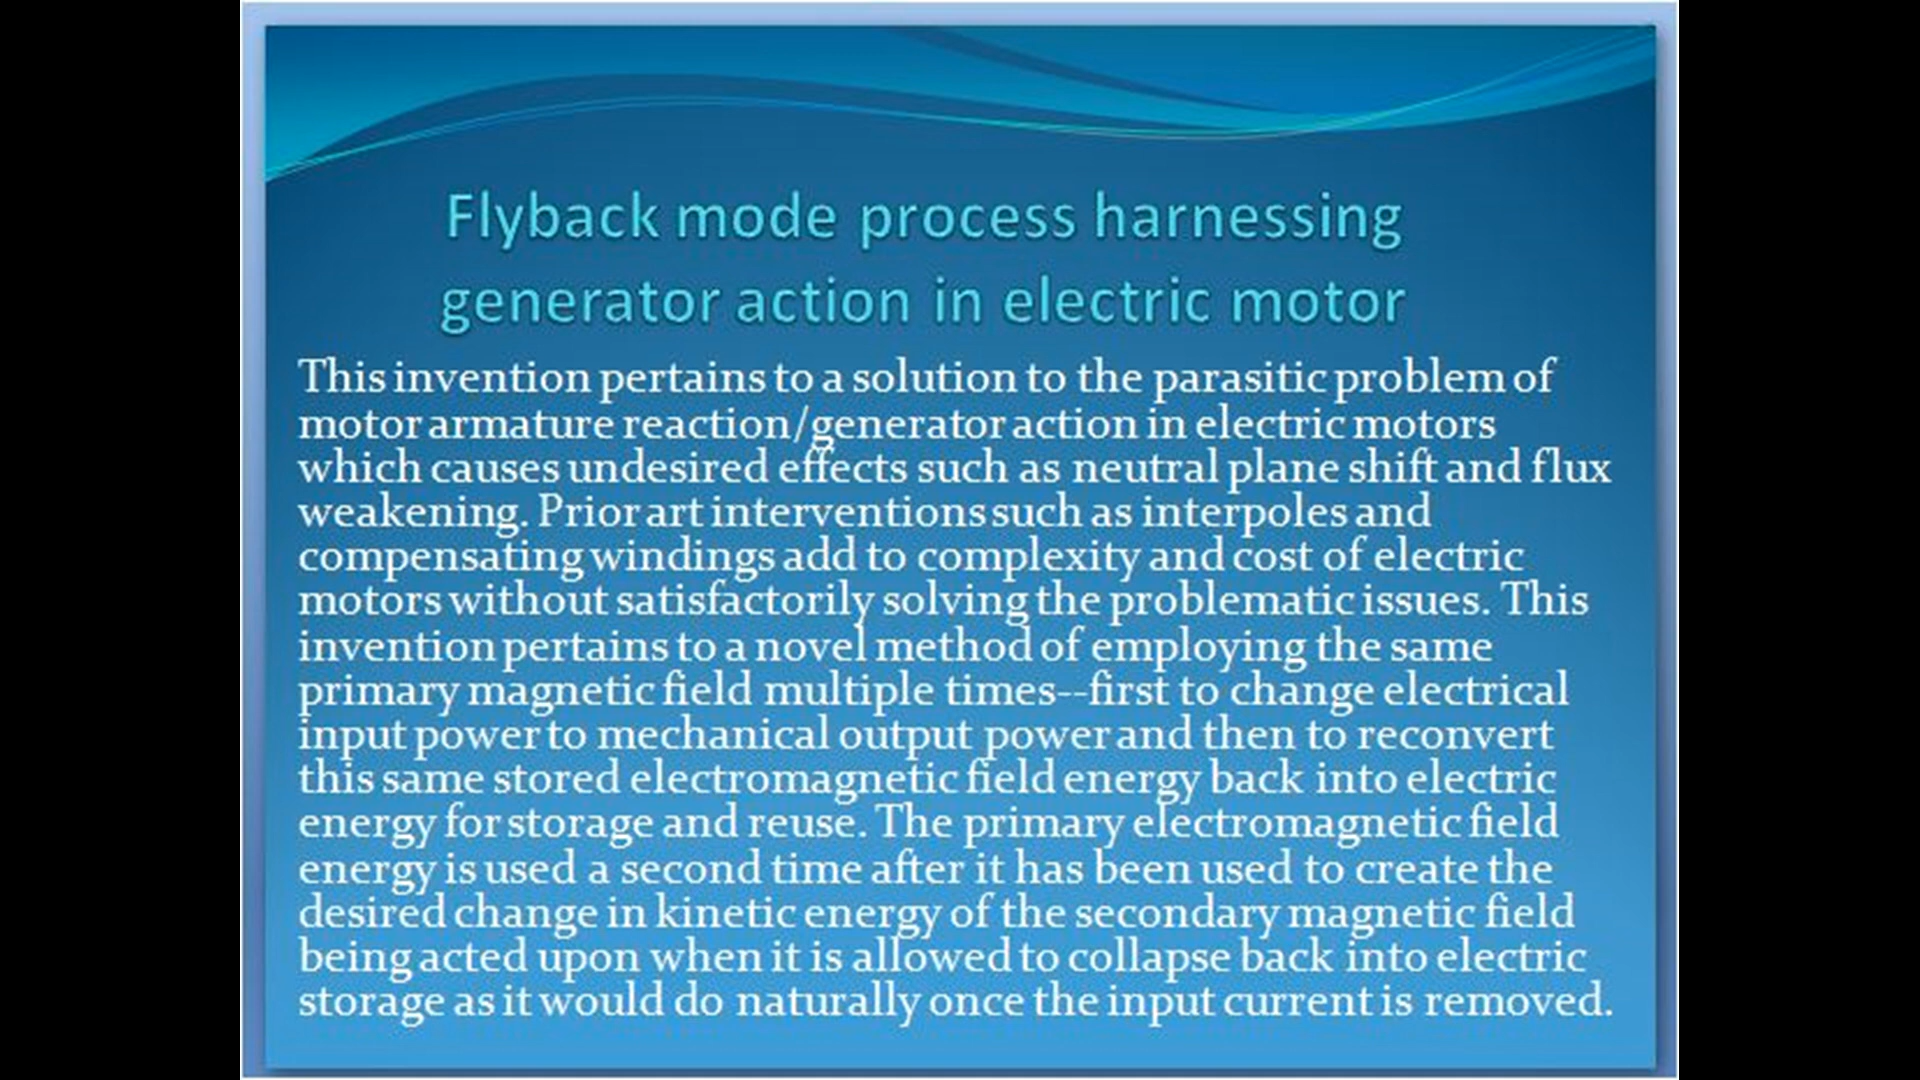 Flyback mode process harnessing
generator action in electric motor
This invention pertains to a solution to the parasitic problem of
motor armature reaction/generator action in electric motors
which causes undesired effects such as neutral plane shift and flux
weakening. Prior art interventions such as interpoles and
compensating windings add to complexity and cost of electric
motors without satisfactorily solving the problematic issues. This
invention pertains to a novel method of employing the same
primary magnetic field multiple times--first to change electrical
input power to mechanical output power and then to reconvert
this same stored electromagnetic field energy back into electric
energy for storage and reuse. The primary electromagnetic field
energy is used a second time after it has been used to create the
desired change in kinetic energy of the secondary magnetic field
being acted upon when it is allowed to collapse back into electric
storage as it would do naturally once the input current is removed.